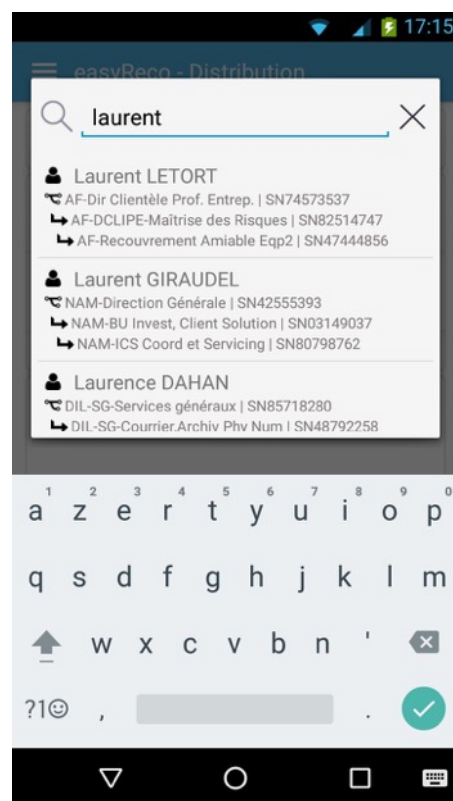 17:15
easyReco - Distribution
laurent
Laurent LETORT
AF-Dir Clientèle Prof. Entrep. | SN74573537
AF-DCLIPE-Maîtrise des Risques | SN82514747
AF-Recouvrement Amiable Eqp2 | SN47444856
Laurent GIRAUDEL
NAM-Direction Générale | SN42555393
NAM-BU Invest, Client Solution | SN03149037
NAM-ICS Coord et Servicing | SN80798762
Laurence DAHAN
DIL-SG-Services généraux | SN85718280
DIL-SG-Courrier,Archiv Phy Num | SN48792258
1 2 3 4 5 6 7 8 9 0
a z e r t y u i o p
q s d f g h j k l m
w x c v b n '
?1☺ , .